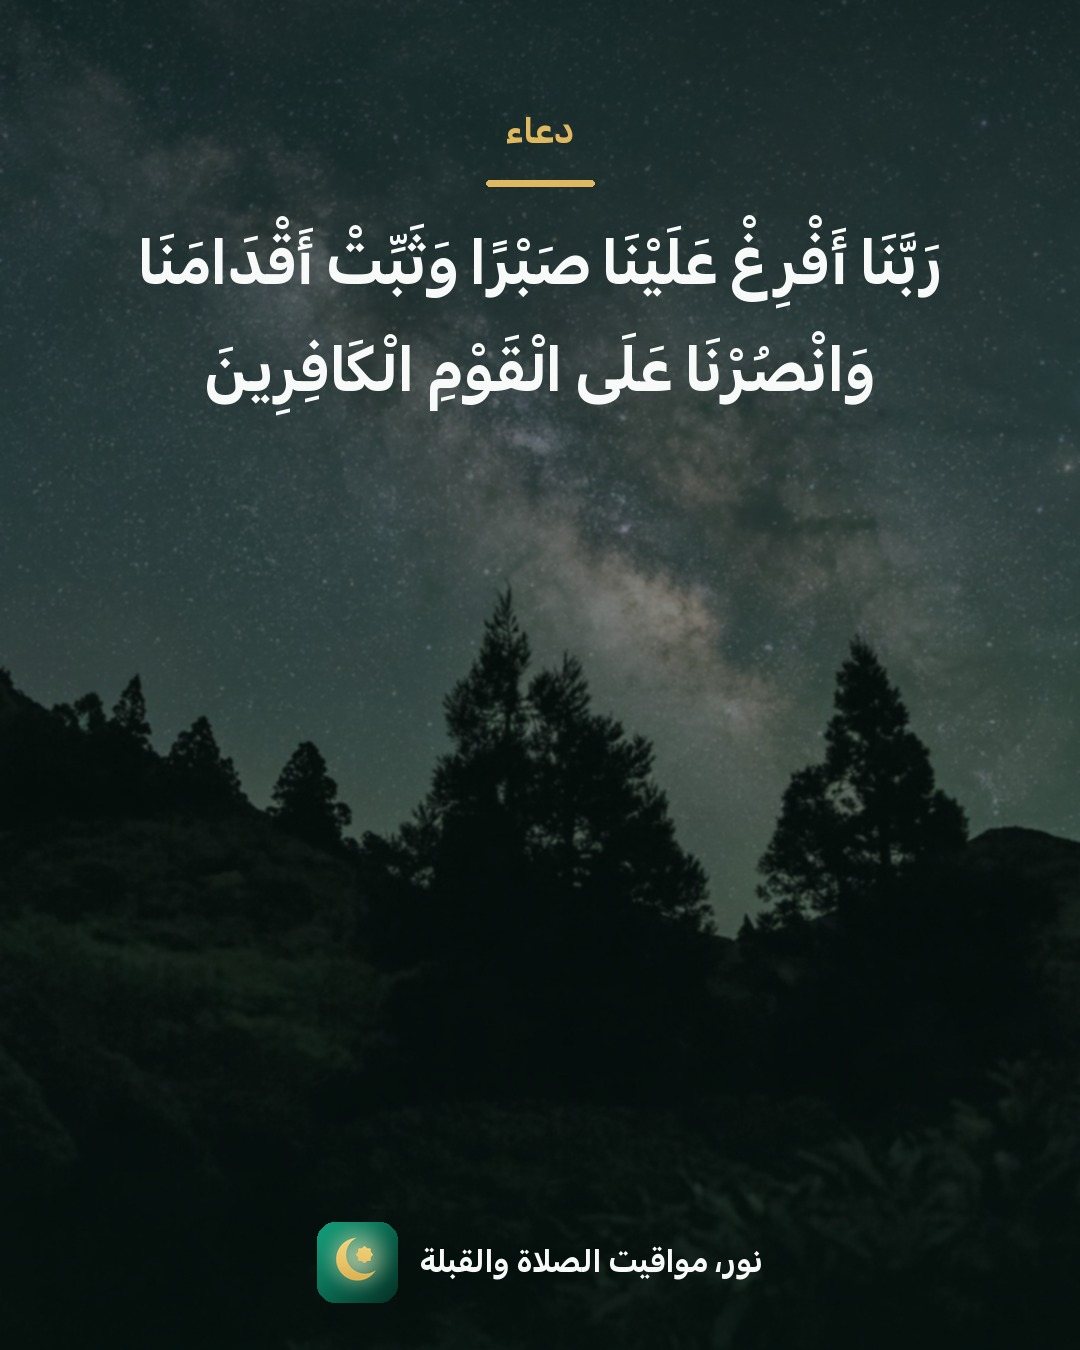 دعاء
رَبَّنَا أَفْرِغْ عَلَيْنَا صَبْرًا وَثَبِّتْ أَقْدَامَنَا
وَانْصُرْنَا عَلَى الْقَوْمِ الْكَافِرِينَ
نور، مواقيت الصلاة والقبلة